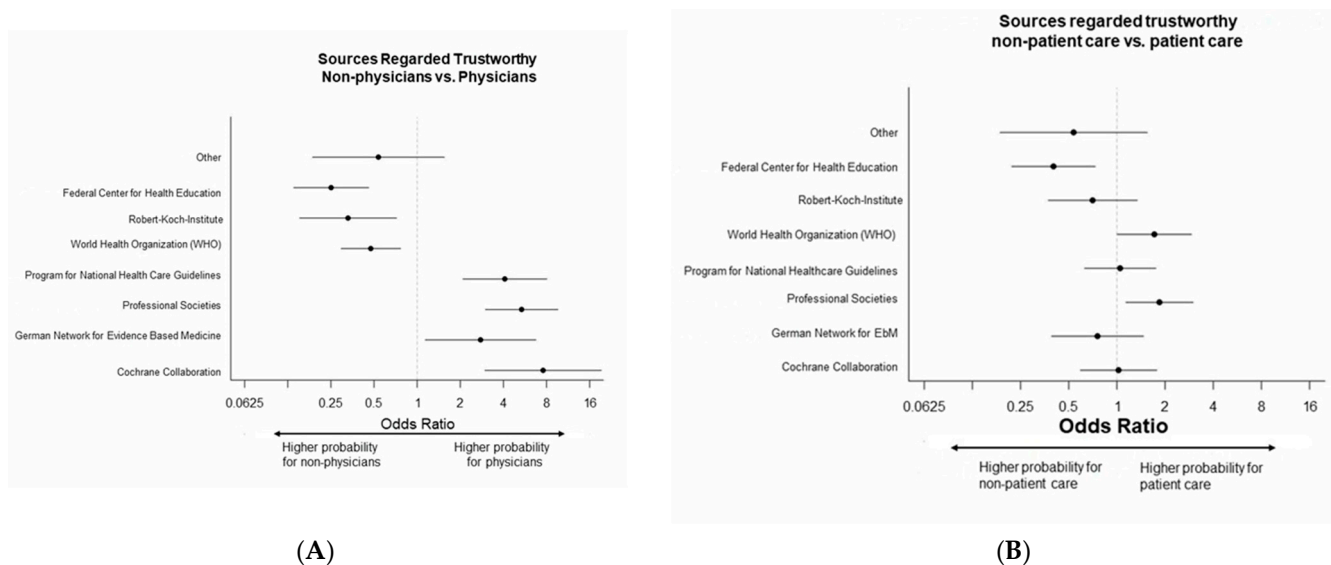 Sources Regarded Trustworthy
Non-physicians vs. Physicians
Other
Federal Center for Health Education
Robert-Koch-Institute
World Health Organization (WHO)
Program for National Health Care Guidelines
Professional Societies
German Network for Evidence Based Medicine
Cochrane Collaboration
0.0625 0.25 0.5 1 2 4 8 16
Odds Ratio
Higher probability
for non-physicians
Higher probability
for physicians
(A)
Sources regarded trustworthy
non-patient care vs. patient care
Other
Federal Center for Health Education
Robert-Koch-Institute
World Health Organization (WHO)
Program for National Healthcare Guidelines
Professional Societies
German Network for EbM
Cochrane Collaboration
0.0625 0.25 0.5 1 2 4 8 16
Odds Ratio
Higher probability for
non-patient care
Higher probability for
patient care
(B)